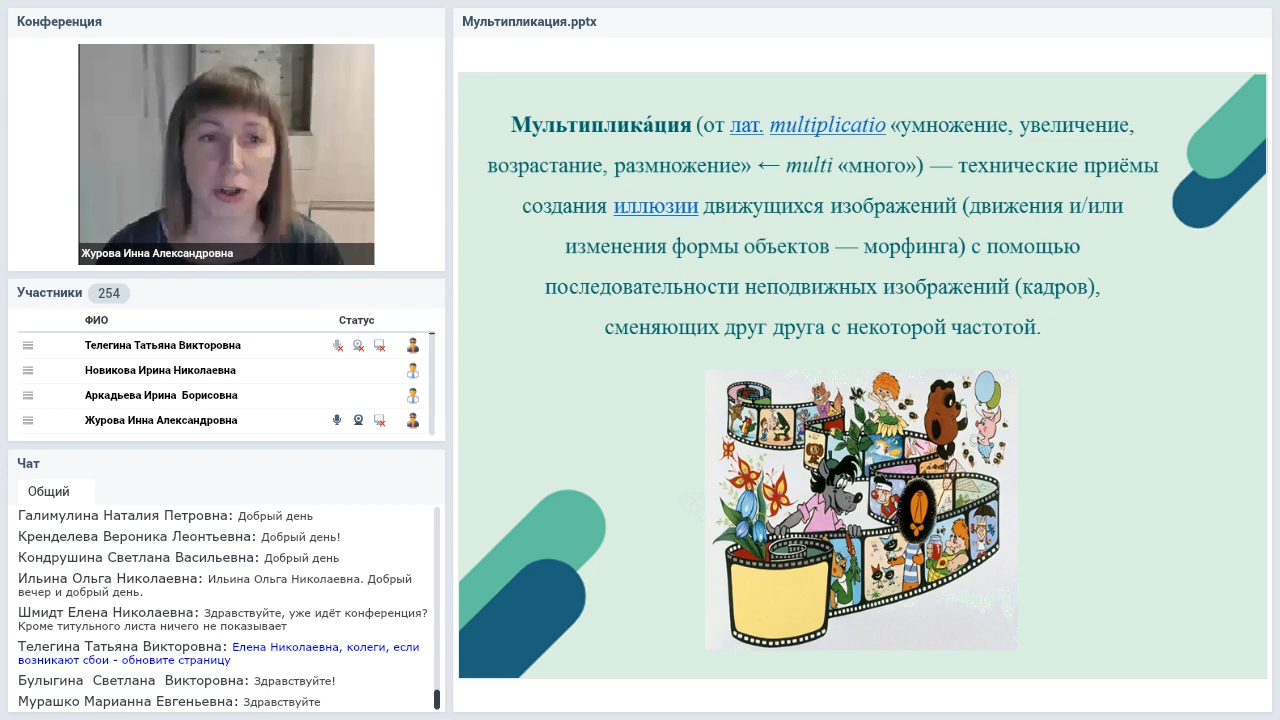 Конференция
Журова Инна Александровна
Участники 254
ФИО Статус
Телегина Татьяна Викторовна
Новикова Ирина Николаевна
Аркадьева Ирина Борисовна
Журова Инна Александровна
Чат
Общий
Галимулина Наталия Петровна: Добрый день
Кренделева Вероника Леонтьевна: Добрый день!
Кондрушина Светлана Васильевна: Добрый день
Ильина Ольга Николаевна: Ильина Ольга Николаевна. Добрый
вечер и добрый день.
Шмидт Елена Николаевна: Здравствуйте, уже идёт конференция?
Кроме титульного листа ничего не показывает
Телегина Татьяна Викторовна: Елена Николаевна, колеги, если
возникают сбои - обновите страницу
Булыгина Светлана Викторовна: Здравствуйте!
Мурашко Марианна Евгеньевна: Здравствуйте
Мультипликация.pptx
Мультиплика́ция (от лат. multiplicatio «умножение, увеличение,
возрастание, размножение» ← multi «много») — технические приёмы
создания иллюзии движущихся изображений (движения и/или
изменения формы объектов — морфинга) с помощью
последовательности неподвижных изображений (кадров),
сменяющих друг друга с некоторой частотой.